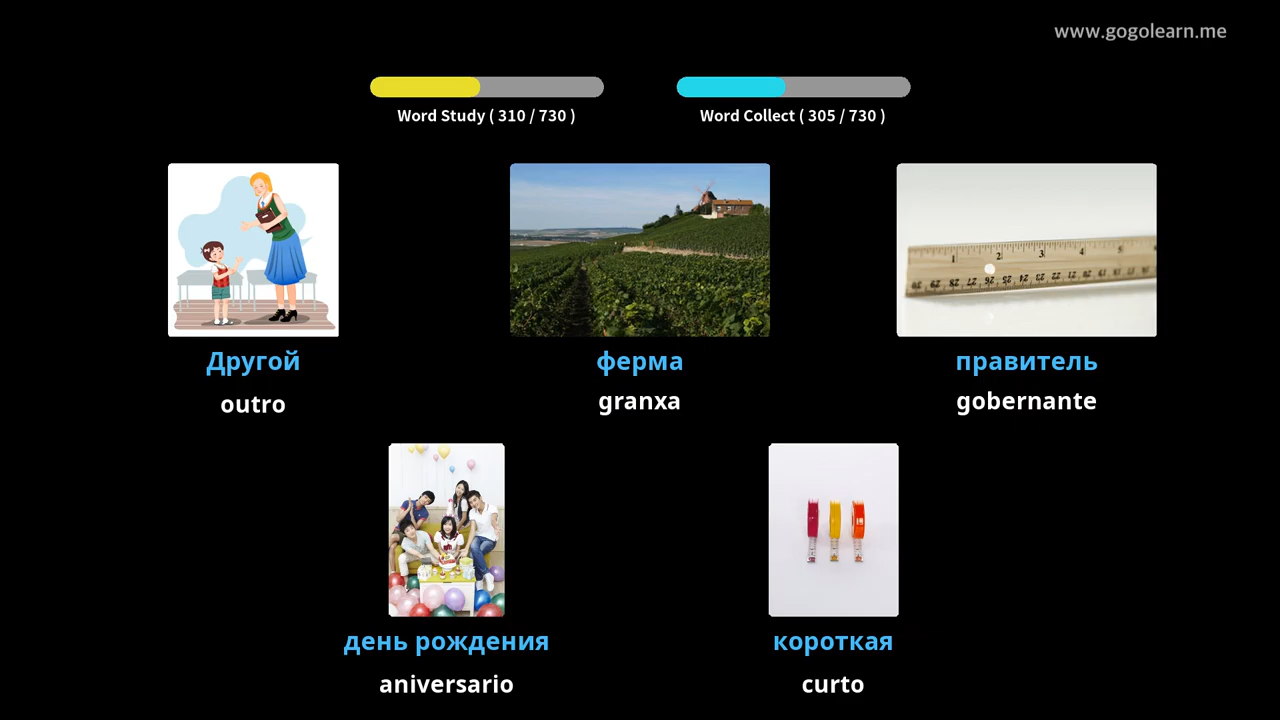 www.gogolearn.me
Word Study ( 310 / 730 )
Word Collect ( 305 / 730 )
Другой
ферма
правитель
outro
granxa
gobernante
день рождения
короткая
aniversario
curto